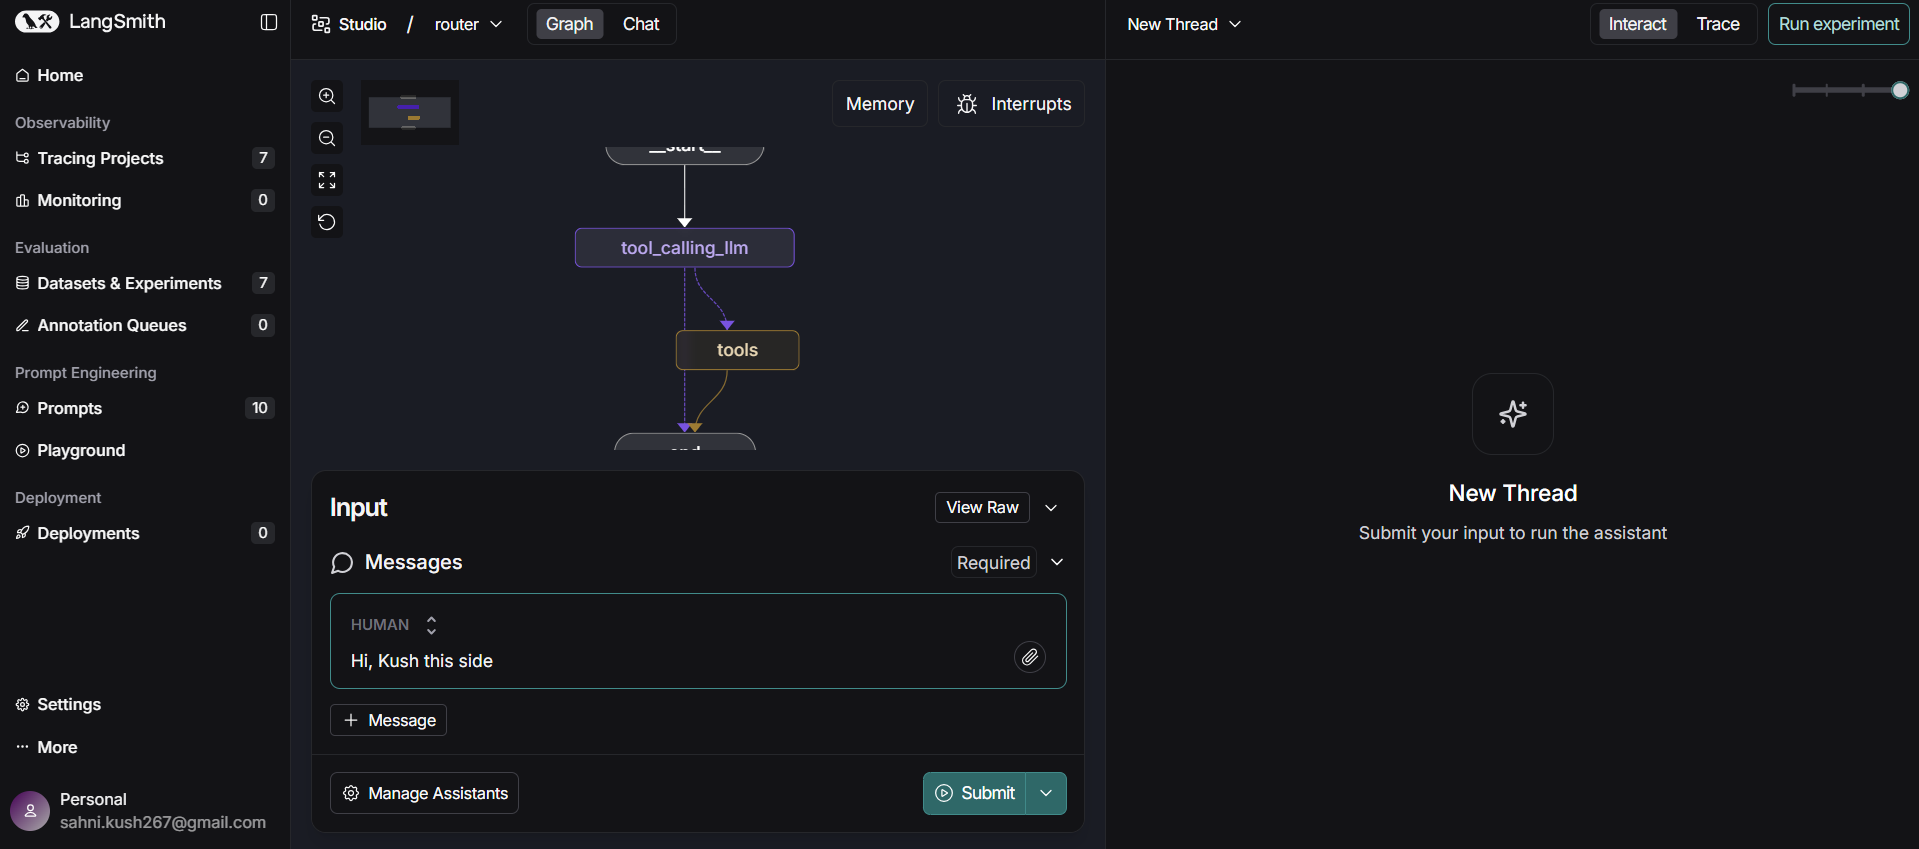 LangSmith
Home
Observability
Tracing Projects 7
Monitoring 0
Evaluation
Datasets & Experiments 7
Annotation Queues 0
Prompt Engineering
Prompts 10
Playground
Deployment
Deployments 0
Settings
More
Personal
sahni.kush267@gmail.com
Studio / router
Graph Chat
Memory
Interrupts
__start__
tool_calling_llm
tools
end
Input
View Raw
Messages
Required
HUMAN
Hi, Kush this side
+ Message
Manage Assistants
Submit
New Thread
Interact Trace
Run experiment
New Thread
Submit your input to run the assistant